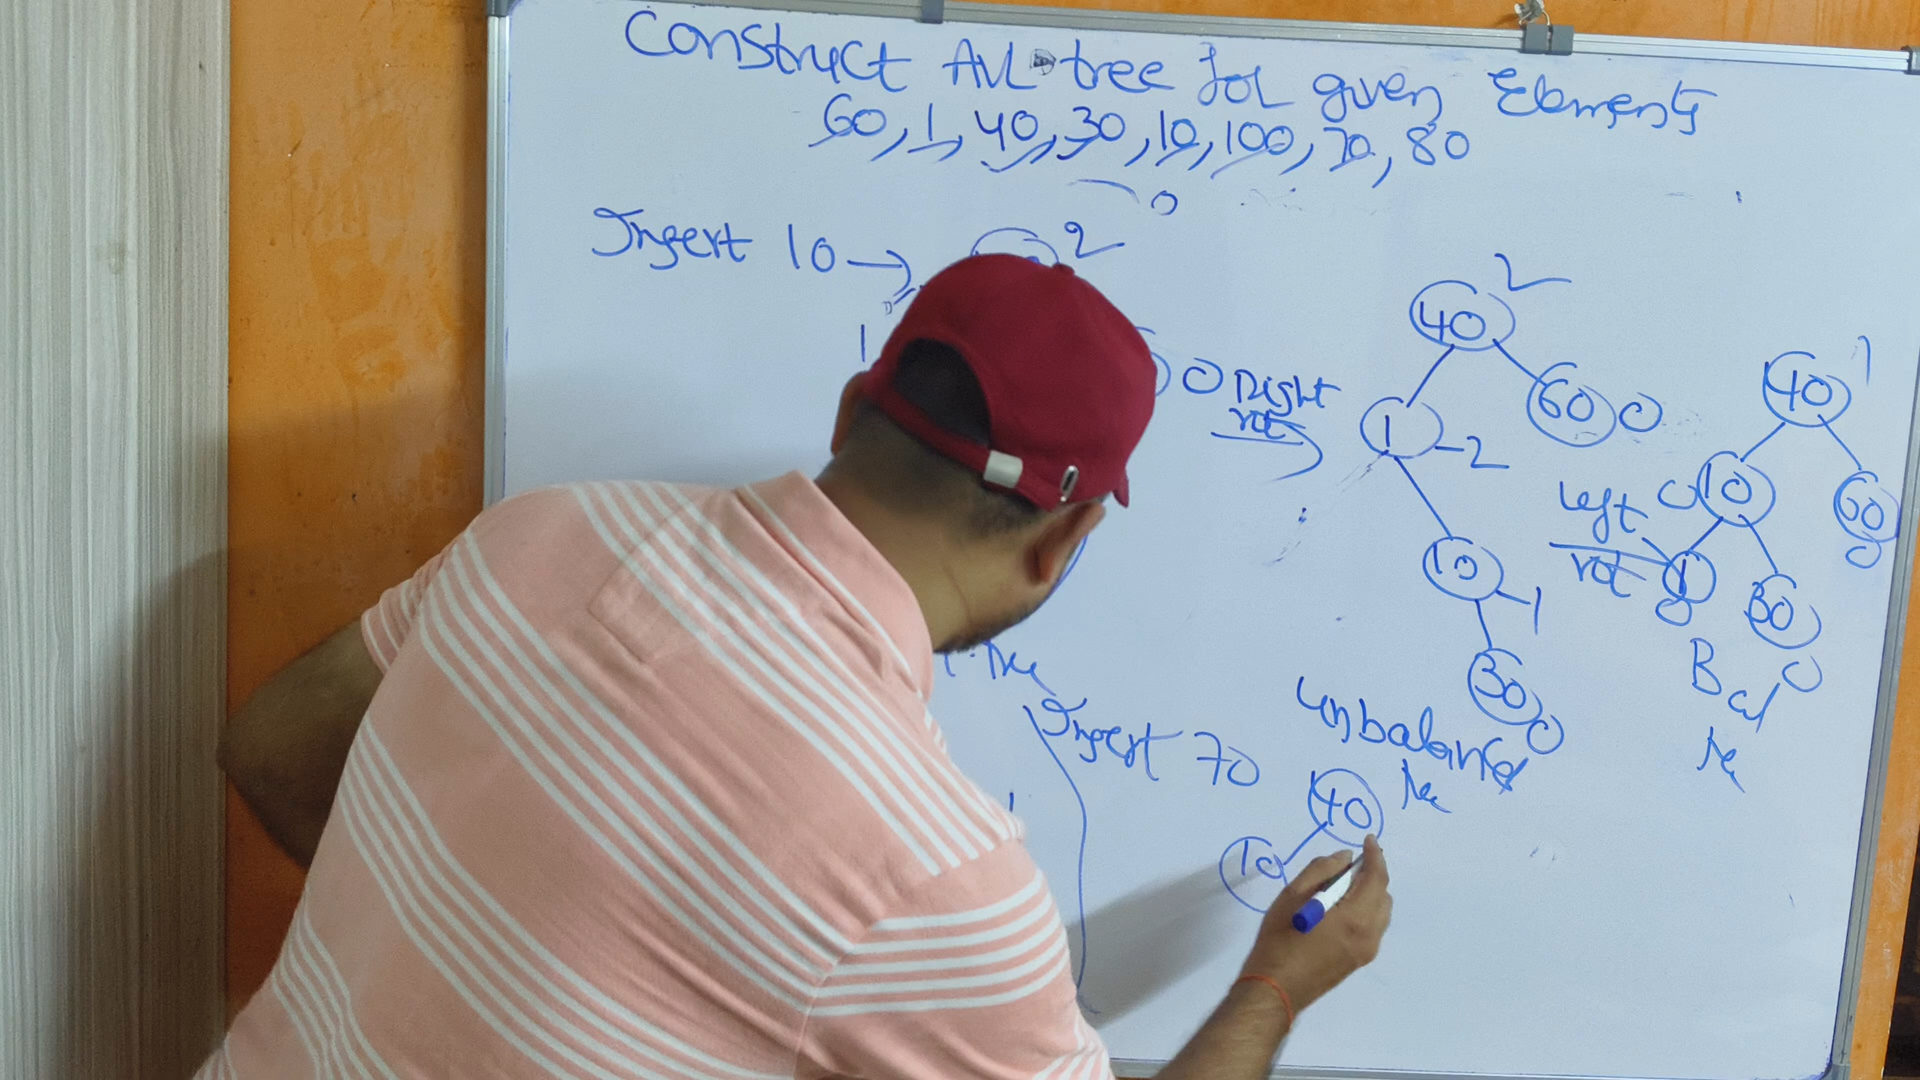 Construct AVL tree for given Elements
60, 1, 40, 30, 10, 100, 70, 80
0
Insert 10 → 2
1
0 Right
rot
40 2
1 -2
60 0
10 -1
30 0
unbalanced
Left
rot
40 1
0 10
60
0
1
0
30
0
Insert 70
40
10